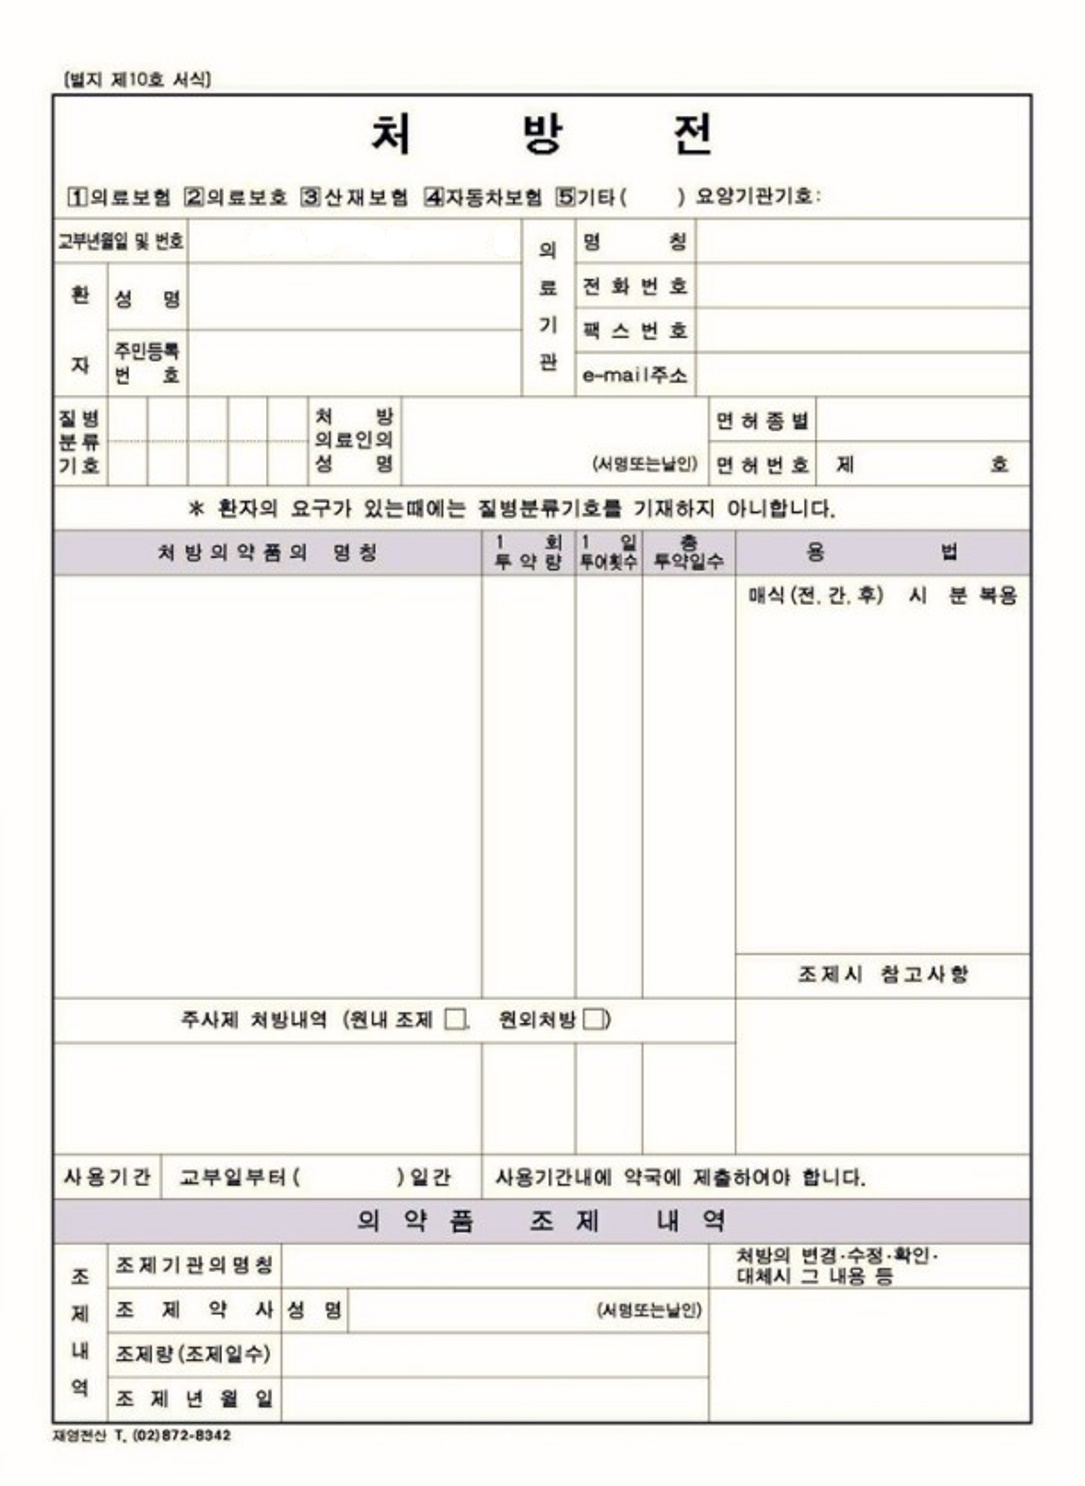 (별지 제10호 서식)
처 방 전
1 의료보험 2 의료보호 3 산재보험 4 자동차보험 5 기타( ) 요양기관기호:
교부년월일 및 번호
환 자
성 명
주민등록
번 호
의 료 기 관
명 칭
전화번호
팩스번호
e-mail주소
질병
분류
기호
처 방
의료인의
성 명
(서명또는날인)
면허종별
면허번호 제 호
* 환자의 요구가 있는때에는 질병분류기호를 기재하지 아니합니다.
처방의약품의 명칭
1 회
투약량
1 일
투여횟수
총
투약일수
용 법
매식(전, 간, 후) 시 분 복용
조제시 참고사항
주사제 처방내역 (원내 조제 □, 원외처방 □)
사용기간 교부일부터( )일간 사용기간내에 약국에 제출하여야 합니다.
의약품 조제 내역
조 제 내 역
조제기관의명칭
조제약사 성명 (서명또는날인)
조제량(조제일수)
조제년월일
처방의 변경·수정·확인·
대체시 그 내용 등
재영전산 T. (02)872-8342